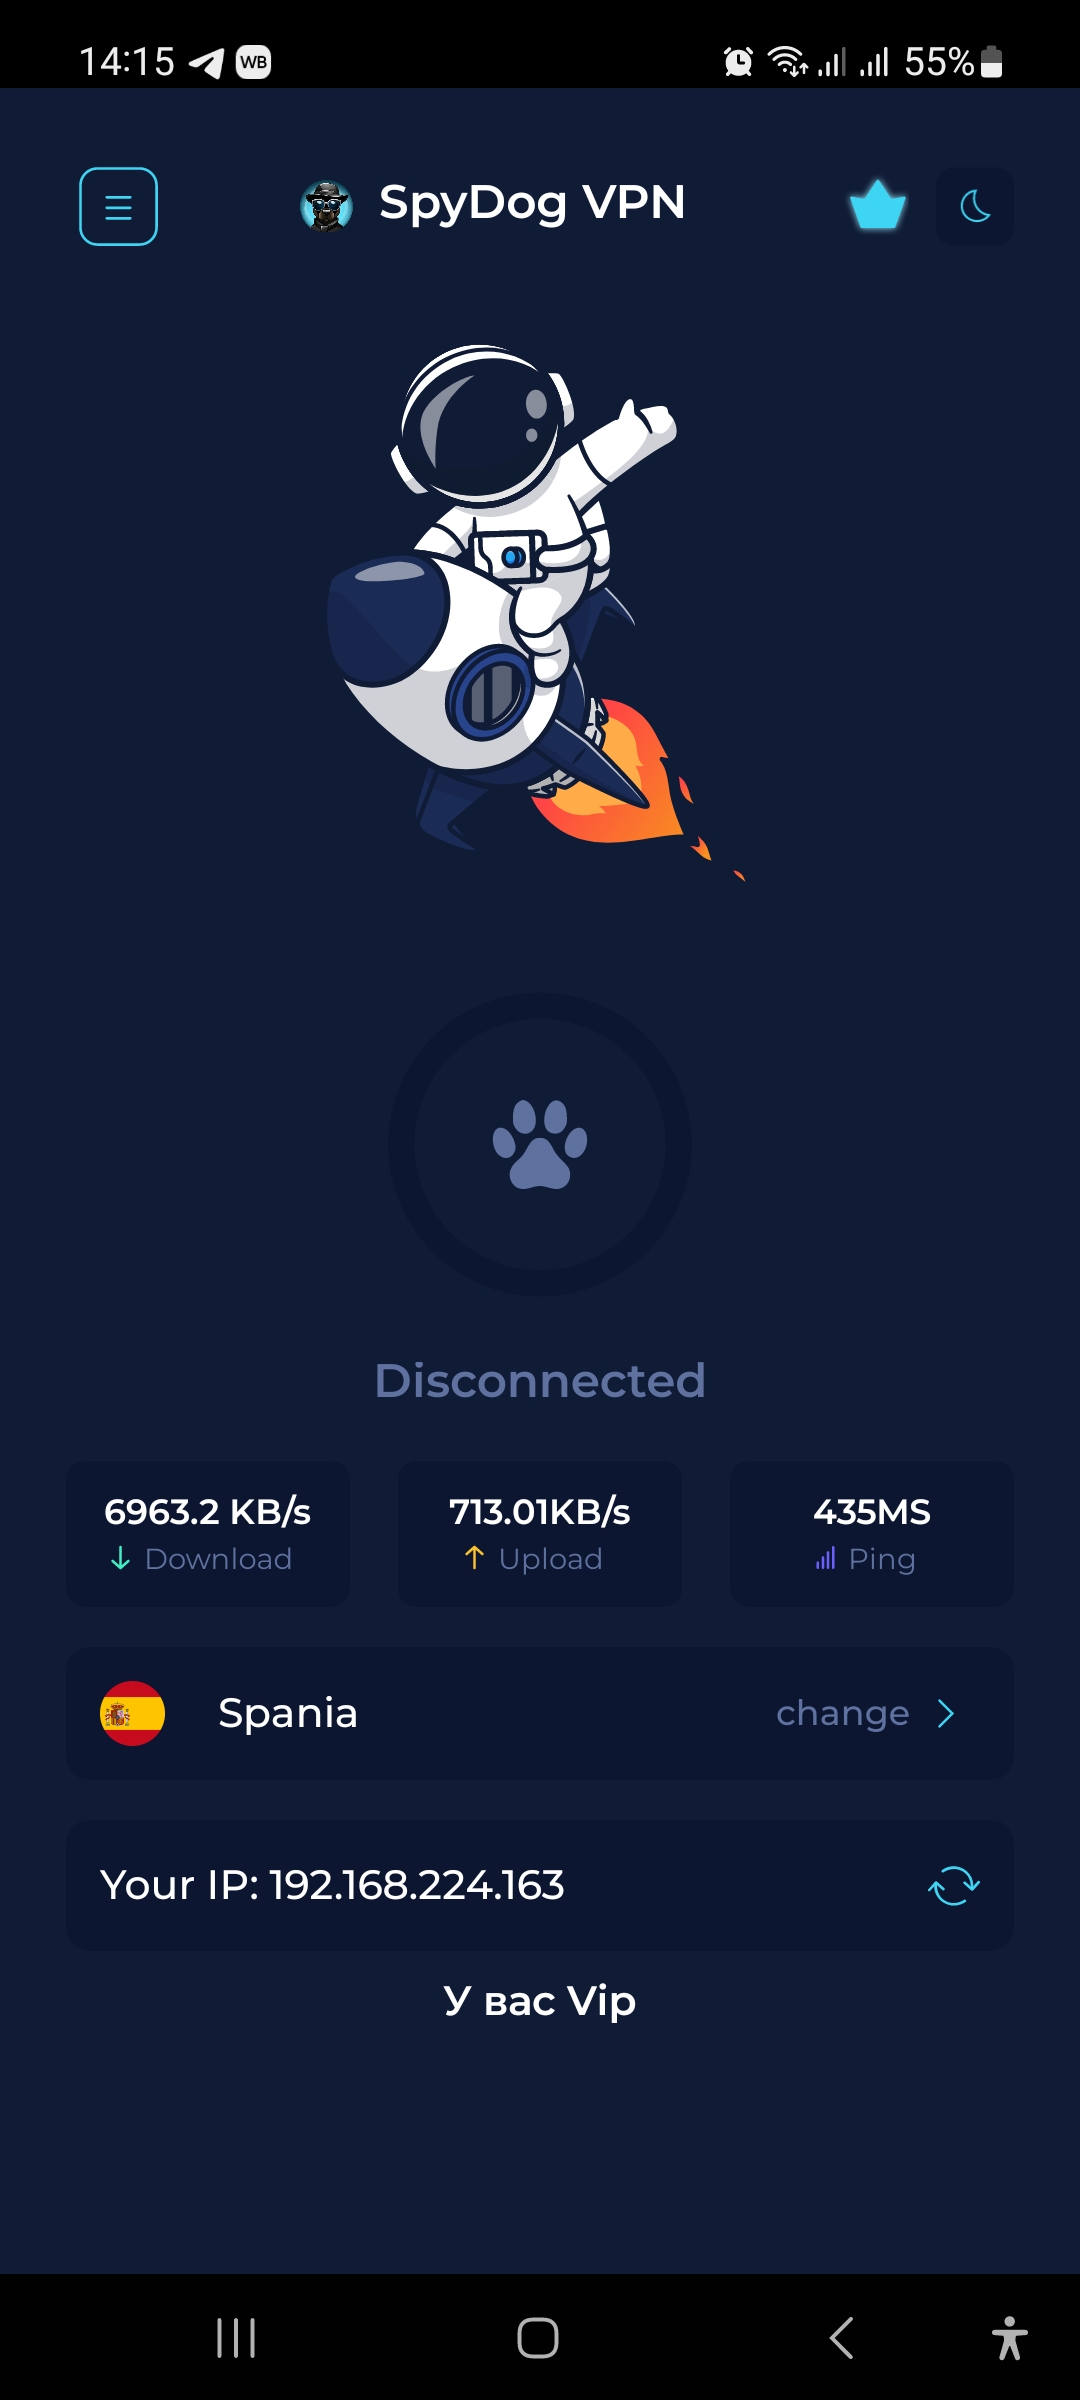 14:15 WB 55%
SpyDog VPN
Disconnected
6963.2 KB/s 713.01KB/s 435MS
Download Upload Ping
Spania change
Your IP: 192.168.224.163
У вас Vip